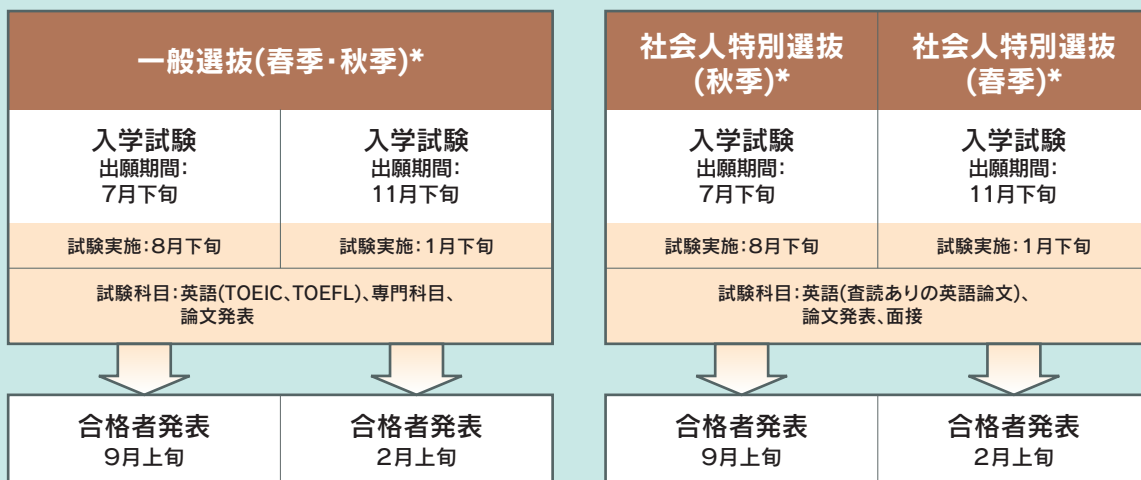 一般選抜(春季・秋季)*
入学試験
出願期間:
7月下旬
入学試験
出願期間:
11月下旬
試験実施:8月下旬
試験実施:1月下旬
試験科目:英語(TOEIC、TOEFL)、専門科目、
論文発表
合格者発表
9月上旬
合格者発表
2月上旬
社会人特別選抜
(秋季)*
社会人特別選抜
(春季)*
入学試験
出願期間:
7月下旬
入学試験
出願期間:
11月下旬
試験実施:8月下旬
試験実施:1月下旬
試験科目:英語(査読ありの英語論文)、
論文発表、面接
合格者発表
9月上旬
合格者発表
2月上旬